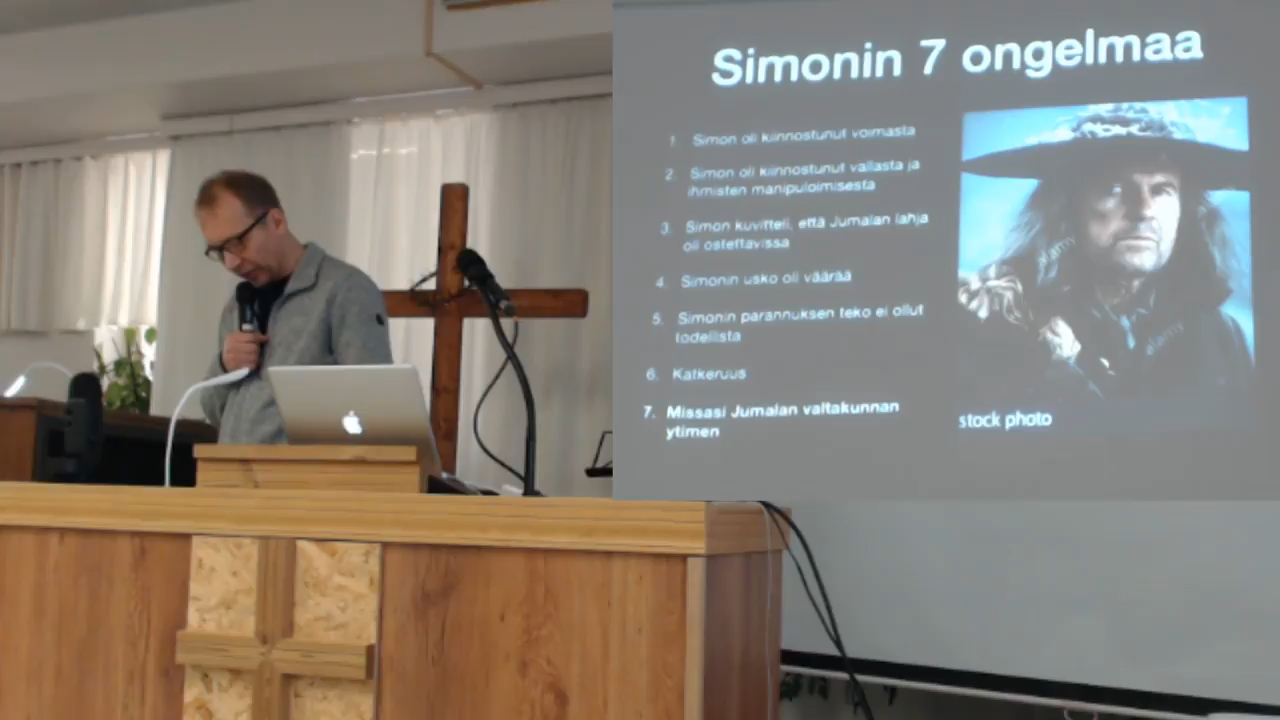 Simonin 7 ongelmaa
1. Simon oli kiinnostunut voimasta
2. Simon oli kiinnostunut vallasta ja
ihmisten manipuloimisesta
3. Simon kuvitteli, että Jumalan lahja
oli ostettavissa
4. Simonin usko oli väärää
5. Simonin parannuksen teko ei ollut
todellista
6. Katkeruus
7. Missasi Jumalan valtakunnan
ytimen
alamy
alamy
stock photo